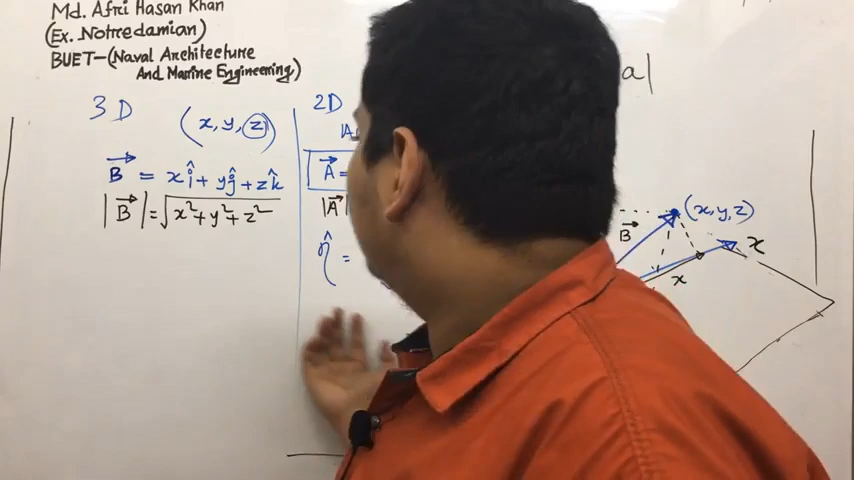 Md. Afri Hasan Khan
(Ex. Notredamian)
BUET-(Naval Architecture
And Marine Engineering)
3D (x, y, z)
B = xî + yĵ + zk̂
|B| = √x²+y²+z²
2D
|A
A =
|A|
η̂ =
al
(x,y,z)
B
x
x